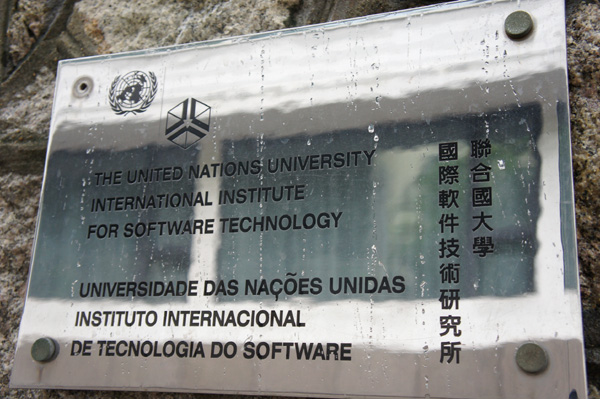 THE UNITED NATIONS UNIVERSITY
INTERNATIONAL INSTITUTE
FOR SOFTWARE TECHNOLOGY
UNIVERSIDADE DAS NAÇÕES UNIDAS
INSTITUTO INTERNACIONAL
DE TECNOLOGIA DO SOFTWARE
聯合國大學
國際軟件技術研究所